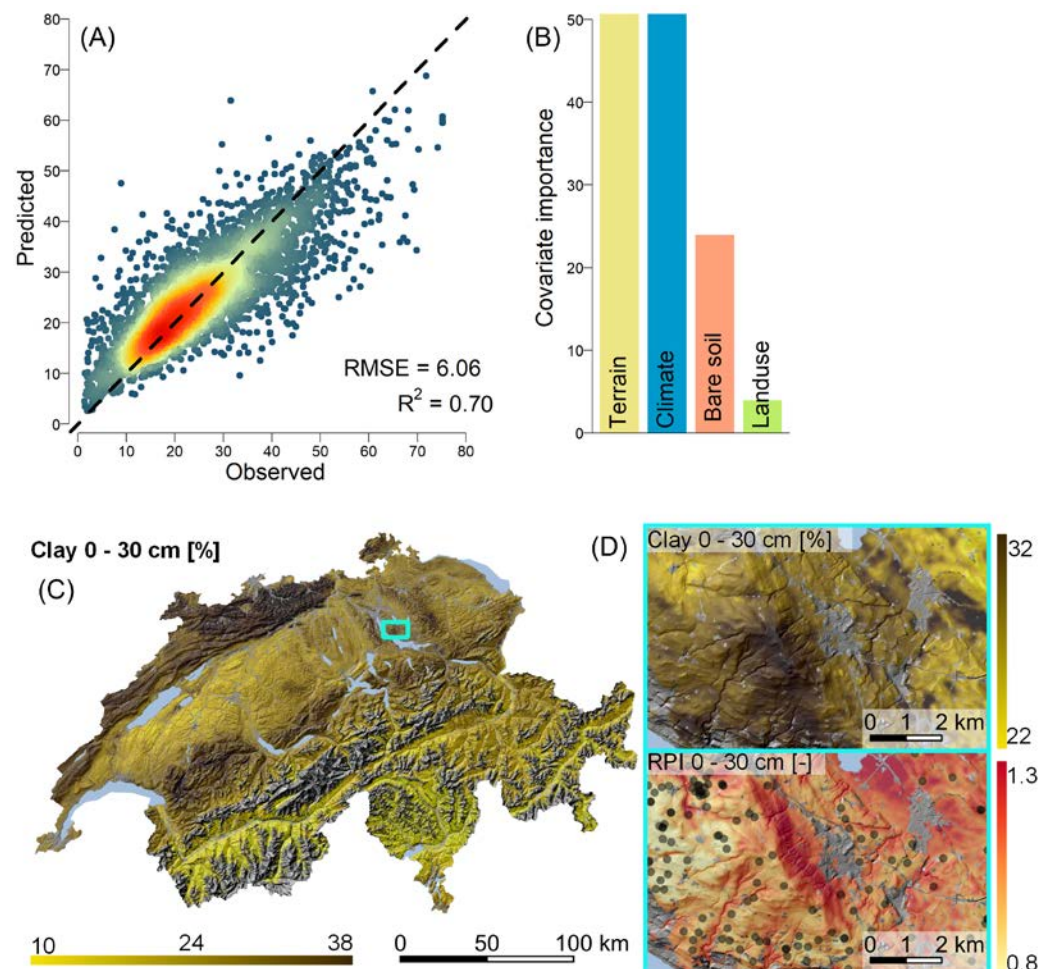 (A)
80
70
60
50
40
30
20
10
0
Predicted
0 10 20 30 40 50 60 70 80
Observed
RMSE = 6.06
R² = 0.70
(B)
50
40
30
20
10
0
Covariate importance
Terrain
Climate
Bare soil
Landuse
Clay 0 - 30 cm [%]
(C)
10 24 38
0 50 100 km
(D)
Clay 0 - 30 cm [%]
32
22
0 1 2 km
RPI 0 - 30 cm [-]
1.3
0.8
0 1 2 km